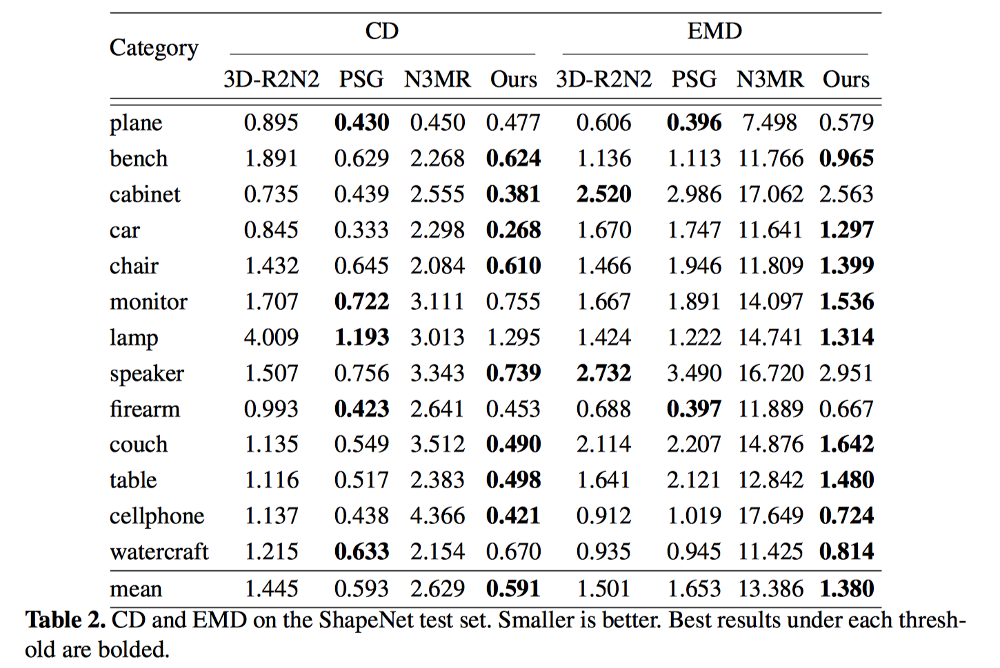 Category CD EMD
3D-R2N2 PSG N3MR Ours 3D-R2N2 PSG N3MR Ours
plane 0.895 0.430 0.450 0.477 0.606 0.396 7.498 0.579
bench 1.891 0.629 2.268 0.624 1.136 1.113 11.766 0.965
cabinet 0.735 0.439 2.555 0.381 2.520 2.986 17.062 2.563
car 0.845 0.333 2.298 0.268 1.670 1.747 11.641 1.297
chair 1.432 0.645 2.084 0.610 1.466 1.946 11.809 1.399
monitor 1.707 0.722 3.111 0.755 1.667 1.891 14.097 1.536
lamp 4.009 1.193 3.013 1.295 1.424 1.222 14.741 1.314
speaker 1.507 0.756 3.343 0.739 2.732 3.490 16.720 2.951
firearm 0.993 0.423 2.641 0.453 0.688 0.397 11.889 0.667
couch 1.135 0.549 3.512 0.490 2.114 2.207 14.876 1.642
table 1.116 0.517 2.383 0.498 1.641 2.121 12.842 1.480
cellphone 1.137 0.438 4.366 0.421 0.912 1.019 17.649 0.724
watercraft 1.215 0.633 2.154 0.670 0.935 0.945 11.425 0.814
mean 1.445 0.593 2.629 0.591 1.501 1.653 13.386 1.380
Table 2. CD and EMD on the ShapeNet test set. Smaller is better. Best results under each thresh-
old are bolded.